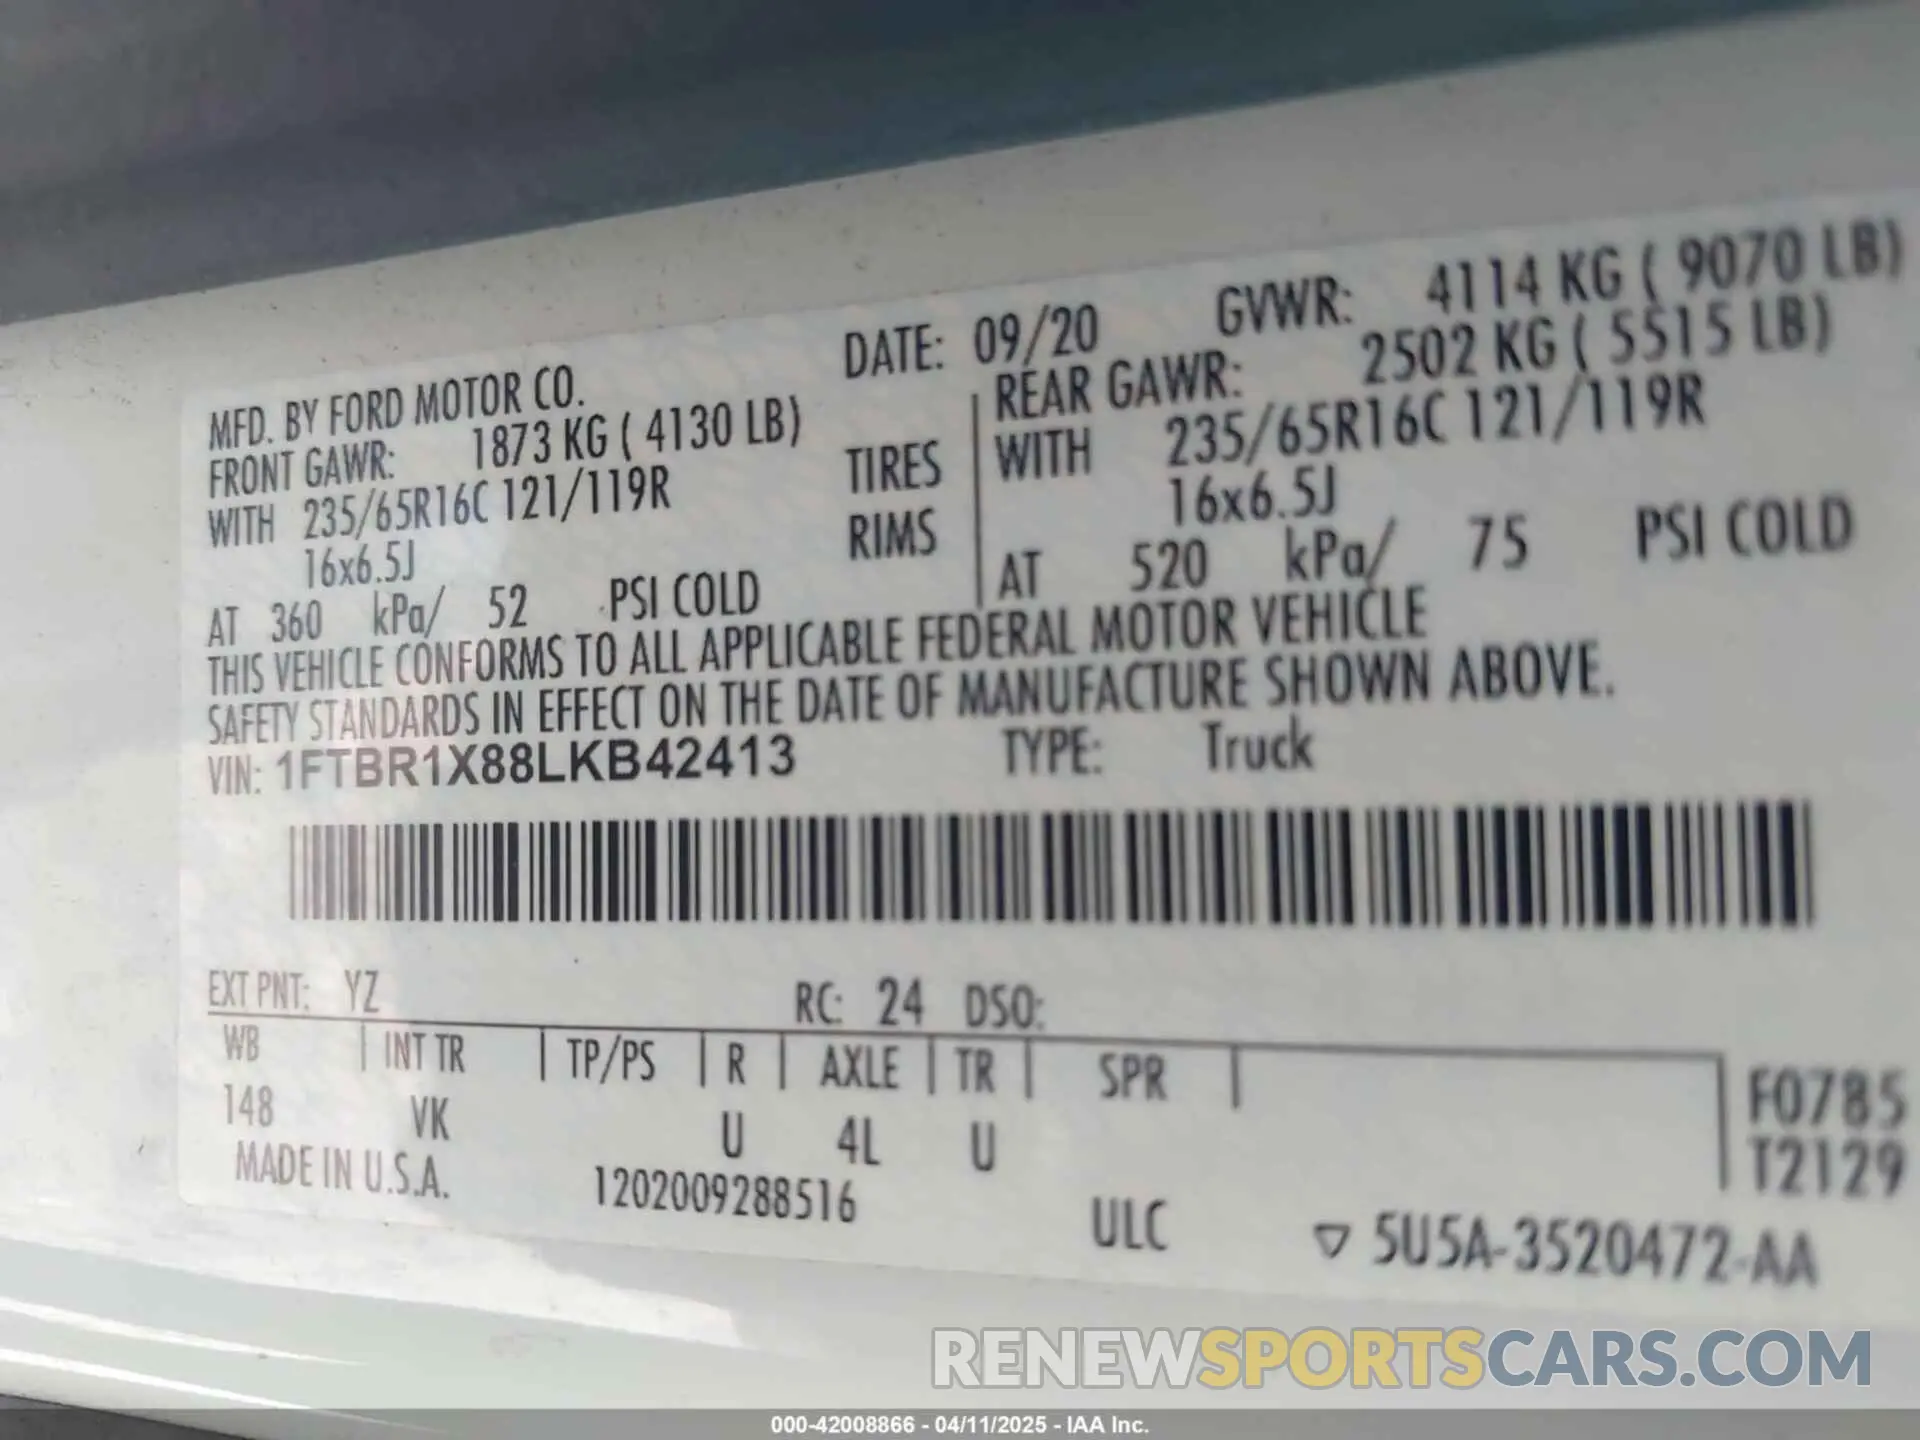 MFD. BY FORD MOTOR CO. DATE: 09/20 GVWR: 4114 KG ( 9070 LB)
FRONT GAWR: 1873 KG ( 4130 LB) REAR GAWR: 2502 KG ( 5515 LB)
WITH 235/65R16C 121/119R TIRES WITH 235/65R16C 121/119R
16x6.5J RIMS 16x6.5J
AT 360 kPa/ 52 PSI COLD AT 520 kPa/ 75 PSI COLD
THIS VEHICLE CONFORMS TO ALL APPLICABLE FEDERAL MOTOR VEHICLE
SAFETY STANDARDS IN EFFECT ON THE DATE OF MANUFACTURE SHOWN ABOVE.
VIN: 1FTBR1X88LKB42413 TYPE: Truck
EXT PNT: YZ RC: 24 DSO:
WB INT TR TP/PS R AXLE TR SPR F0785
148 VK U 4L U T2129
MADE IN U.S.A. 1202009288516 ULC ▽ 5U5A-3520472-AA
RENEWSPORTSCARS.COM
000-42008866 - 04/11/2025 - IAA Inc.